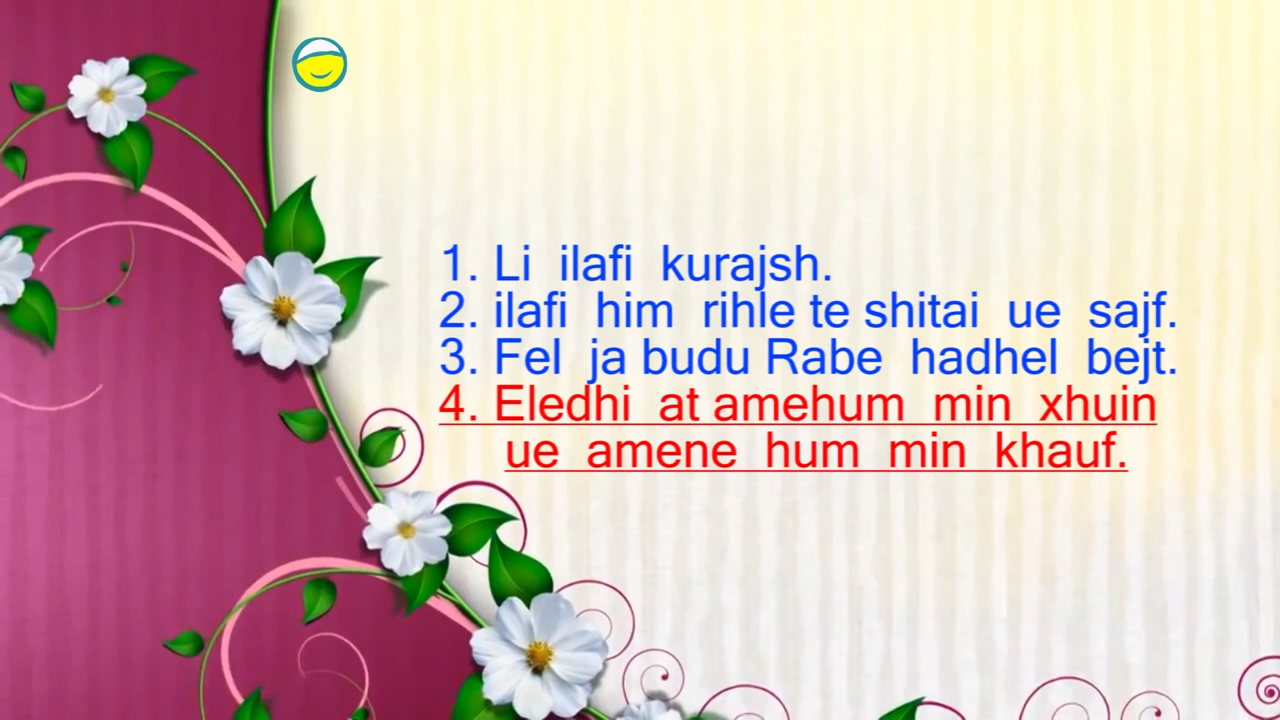 1. Li ilafi kurajsh.
2. ilafi him rihle te shitai ue sajf.
3. Fel ja budu Rabe hadhel bejt.
4. Eledhi at amehum min xhuin
ue amene hum min khauf.